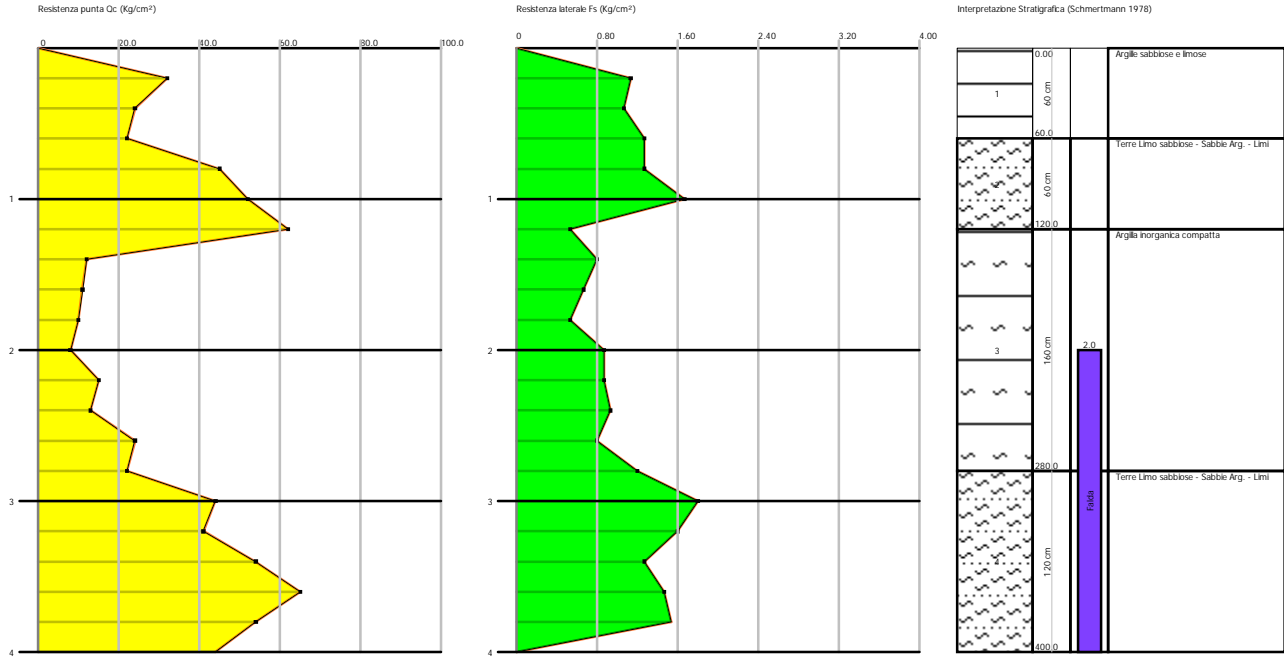 Resistenza punta Qc (Kg/cm²)
Resistenza laterale Fs (Kg/cm²)
Interpretazione Stratigrafica (Schmertmann 1978)
0 20.0 40.0 60.0 80.0 100.0
0 0.80 1.60 2.40 3.20 4.00
0.00
Argille sabbiose e limose
1
60 cm
60.0
Terre Limo sabbiose - Sabbie Arg. - Limi
2
60 cm
1
1
120.0
Argilla inorganica compatta
3
160 cm
2
2
2.0
280.0
Terre Limo sabbiose - Sabbie Arg. - Limi
Falda
3
3
4
120 cm
4
4
400.0